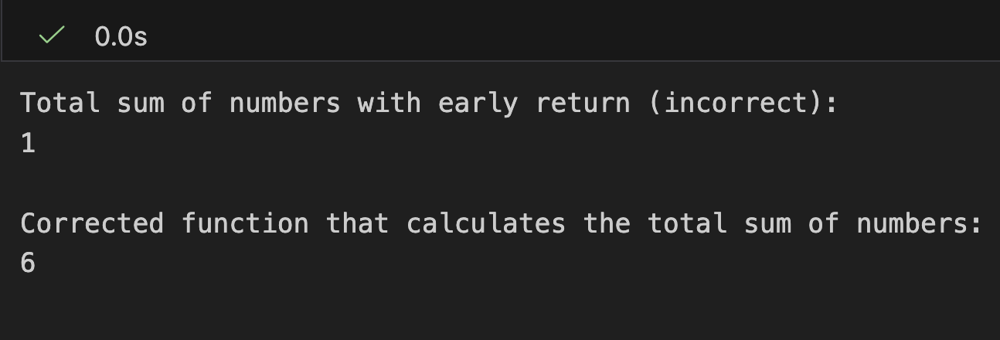 0.0s
Total sum of numbers with early return (incorrect):
1
Corrected function that calculates the total sum of numbers:
6